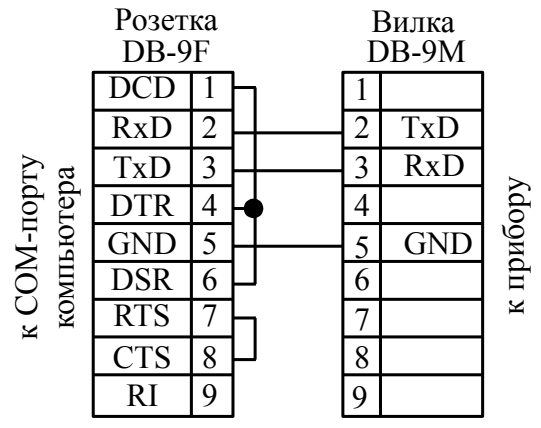 Розетка
DB-9F
DCD 1
RxD 2
TxD 3
DTR 4
GND 5
DSR 6
RTS 7
CTS 8
RI 9
к COM-порту
компьютера
Вилка
DB-9M
1
2 TxD
3 RxD
4
5 GND
6
7
8
9
к прибору